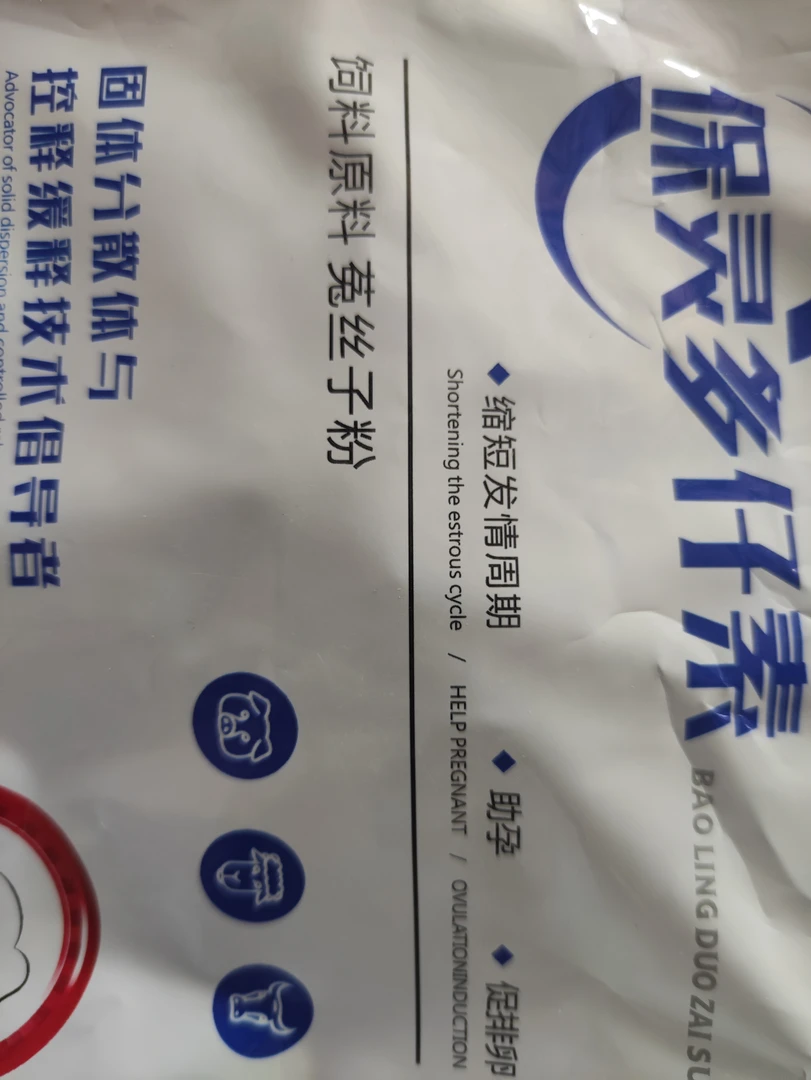 保灵多仔素
BAO LING DUO ZAI SU
◆缩短发情周期 ◆助孕 ◆促排卵
Shortening the estrous cycle / HELP PREGNANT / OVULATIONINDUCTION
饲料原料 菟丝子粉
固体分散体与
控释缓释技术倡导者
Advocator of solid dispersion and controlled